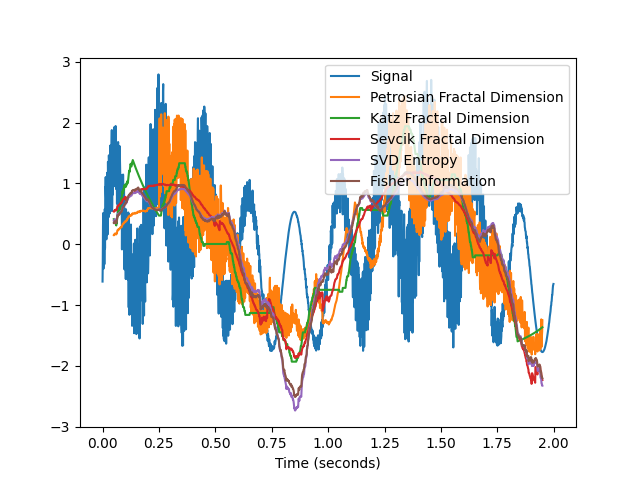 3
2
1
0
−1
−2
−3
0.00 0.25 0.50 0.75 1.00 1.25 1.50 1.75 2.00
Time (seconds)
Signal
Petrosian Fractal Dimension
Katz Fractal Dimension
Sevcik Fractal Dimension
SVD Entropy
Fisher Information